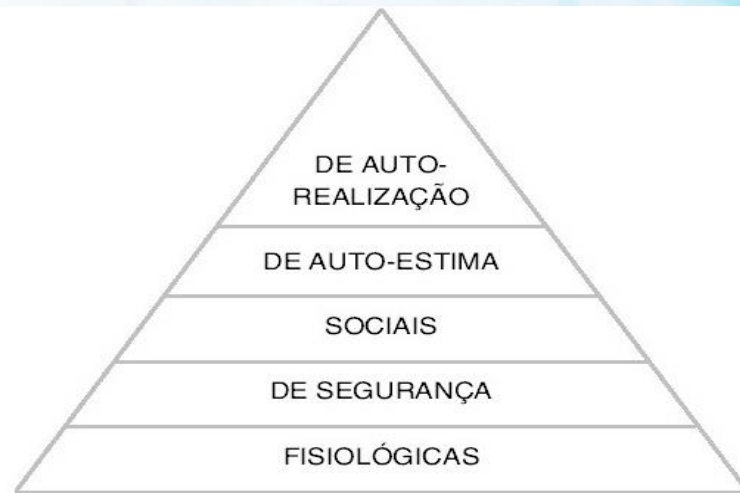 DE AUTO-
REALIZAÇÃO
DE AUTO-ESTIMA
SOCIAIS
DE SEGURANÇA
FISIOLÓGICAS